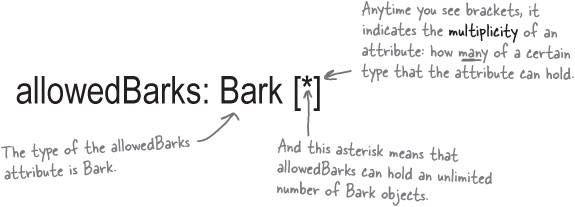 Anytime you see brackets, it
indicates the multiplicity of an
attribute: how many of a certain
type that the attribute can hold.
allowedBarks: Bark [*]
The type of the allowedBarks
attribute is Bark.
And this asterisk means that
allowedBarks can hold an unlimited
number of Bark objects.